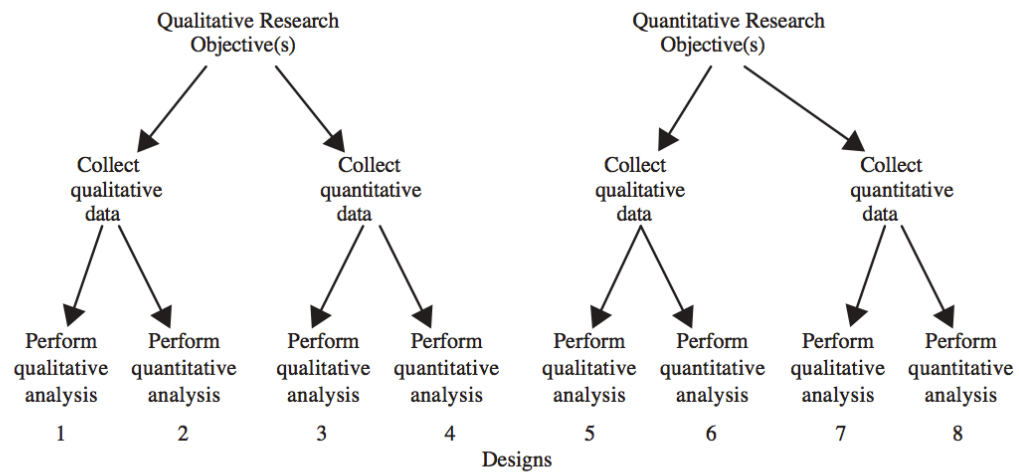 Qualitative Research
Objective(s)
Quantitative Research
Objective(s)
Collect
qualitative
data
Collect
quantitative
data
Collect
qualitative
data
Collect
quantitative
data
Perform
qualitative
analysis
Perform
quantitative
analysis
Perform
qualitative
analysis
Perform
quantitative
analysis
Perform
qualitative
analysis
Perform
quantitative
analysis
Perform
qualitative
analysis
Perform
quantitative
analysis
1 2 3 4 5 6 7 8
Designs